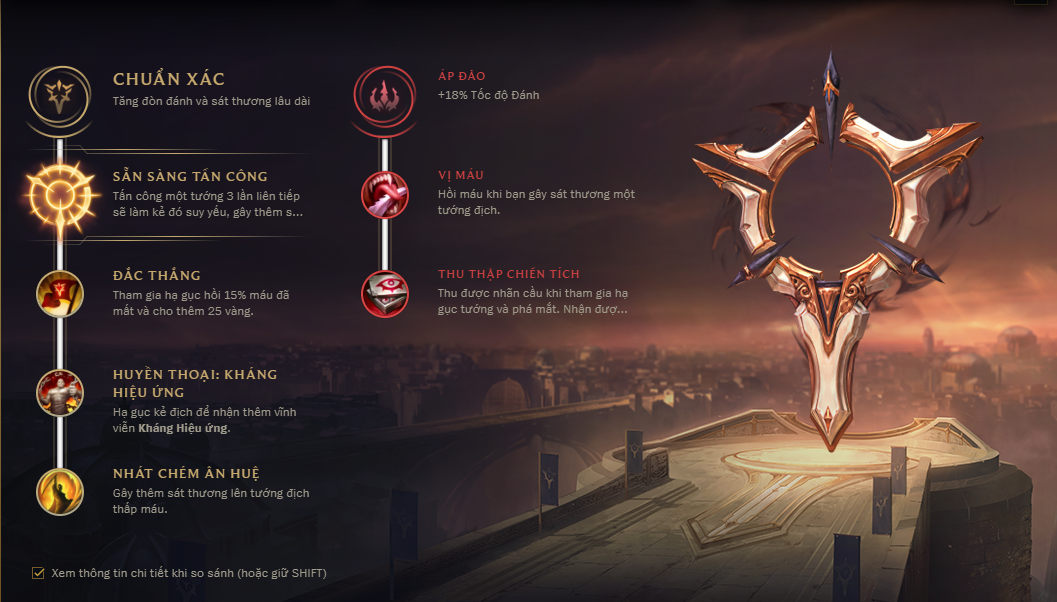 CHUẨN XÁC
Tăng đòn đánh và sát thương lâu dài
SẴN SÀNG TẤN CÔNG
Tấn công một tướng 3 lần liên tiếp
sẽ làm kẻ đó suy yếu, gây thêm s...
ĐẮC THẮNG
Tham gia hạ gục hồi 15% máu đã
mất và cho thêm 25 vàng.
HUYỀN THOẠI: KHÁNG
HIỆU ỨNG
Hạ gục kẻ địch để nhận thêm vĩnh
viễn Kháng Hiệu ứng.
NHÁT CHÉM ÂN HUỆ
Gây thêm sát thương lên tướng địch
thấp máu.
ÁP ĐẢO
+18% Tốc độ Đánh
VỊ MÁU
Hồi máu khi bạn gây sát thương một
tướng địch.
THU THẬP CHIẾN TÍCH
Thu được nhãn cầu khi tham gia hạ
gục tướng và phá mắt. Nhận đượ...
Xem thông tin chi tiết khi so sánh (hoặc giữ SHIFT)